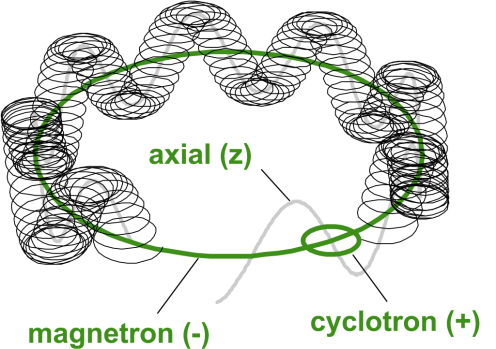 axial (z)
cyclotron (+)
magnetron (-)